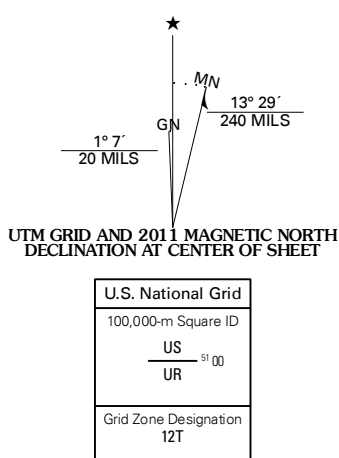 ★
MN
GN
13° 29´
240 MILS
1° 7´
20 MILS
UTM GRID AND 2011 MAGNETIC NORTH
DECLINATION AT CENTER OF SHEET
U.S. National Grid
100,000-m Square ID
US
51 00
UR
Grid Zone Designation
12T